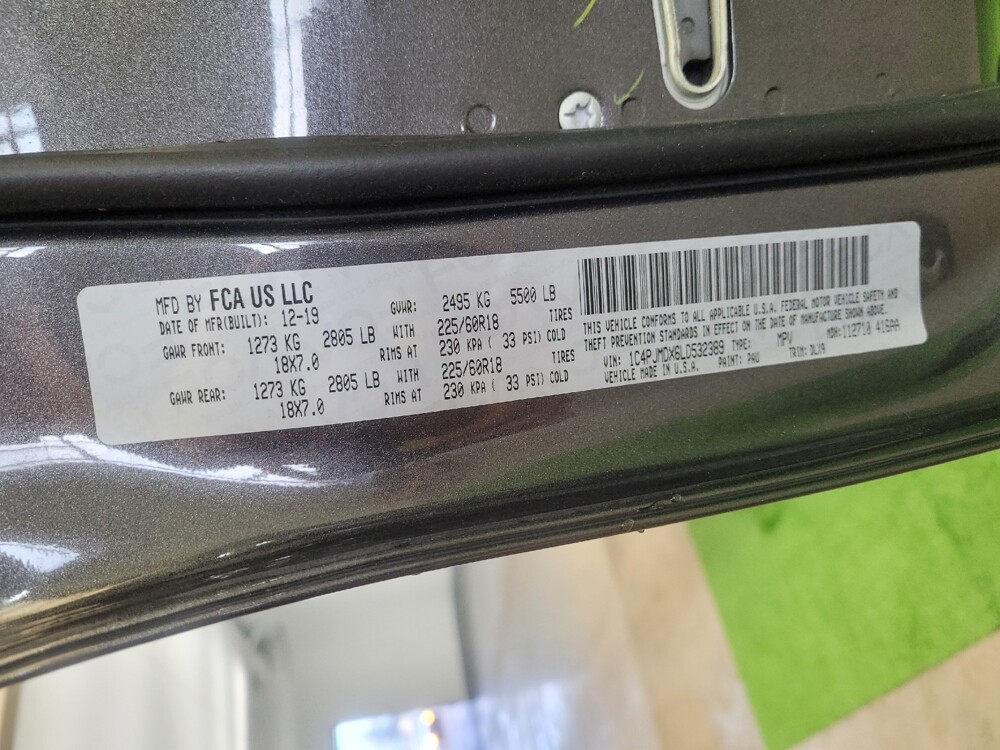 MFD BY FCA US LLC
DATE OF MFR(BUILT): 12-19
GVWR: 2495 KG 5500 LB
GAWR FRONT: 1273 KG 2805 LB WITH 225/60R18 TIRES
18X7.0 RIMS AT 230 KPA ( 33 PSI) COLD
GAWR REAR: 1273 KG 2805 LB WITH 225/60R18 TIRES
18X7.0 RIMS AT 230 KPA ( 33 PSI) COLD
THIS VEHICLE CONFORMS TO ALL APPLICABLE U.S.A. FEDERAL MOTOR VEHICLE SAFETY AND
THEFT PREVENTION STANDARDS IN EFFECT ON THE DATE OF MANUFACTURE SHOWN ABOVE.
MDH: 112710 416AA
VIN: 1C4PJMDX6LD532389 TYPE: MPV
VEHICLE MADE IN U.S.A. PAINT: PAU TRIM: DLY9